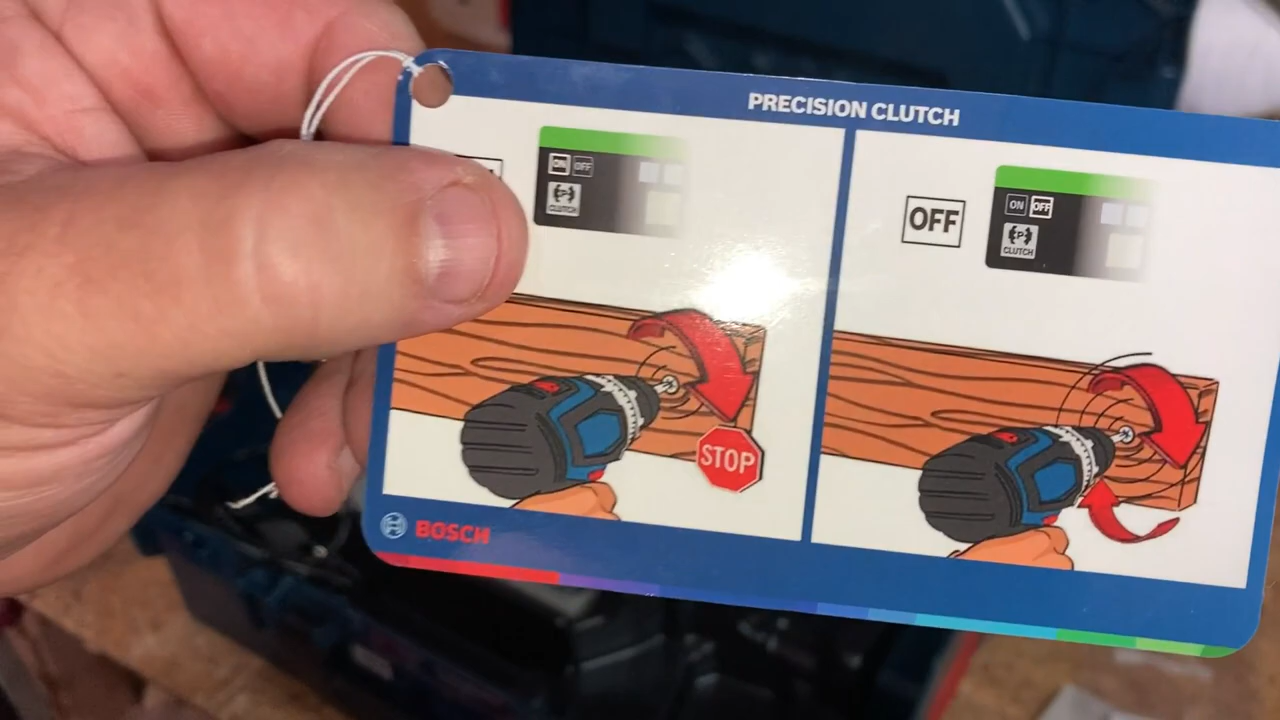 PRECISION CLUTCH
ON OFF
P
CLUTCH
STOP
OFF
ON OFF
P
CLUTCH
BOSCH